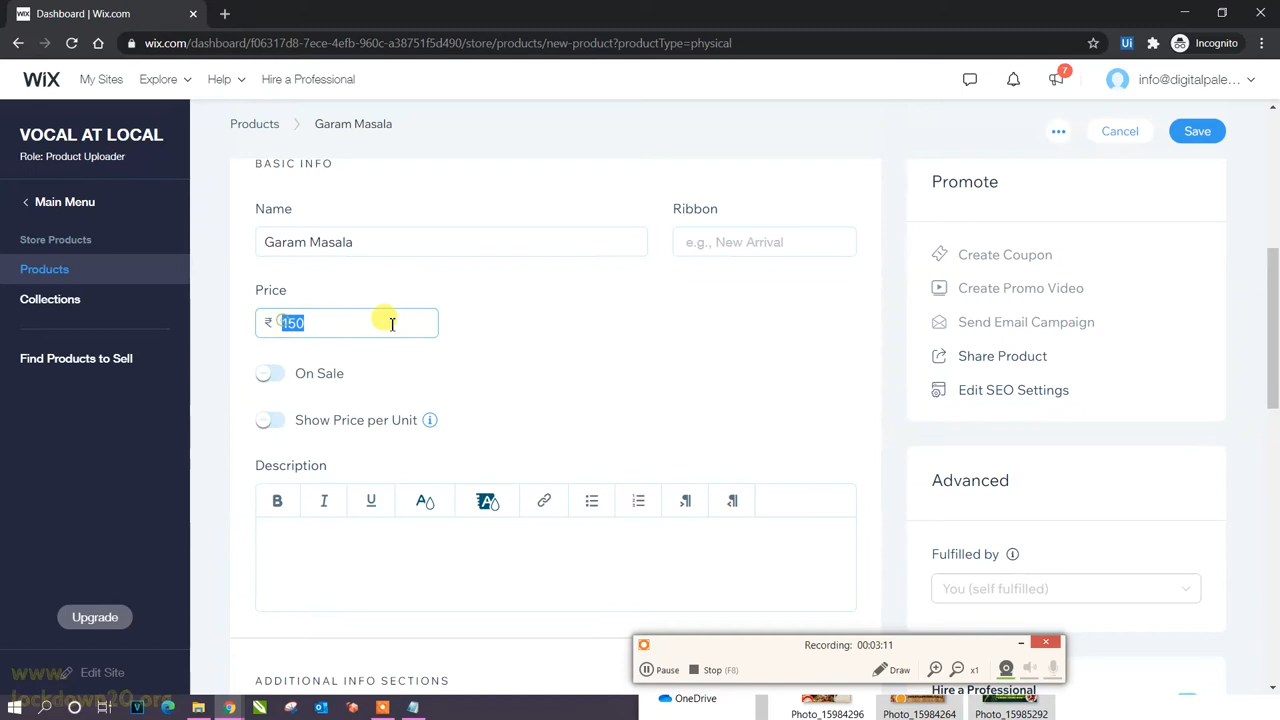 Dashboard | Wix.com
wix.com/dashboard/f06317d8-7ece-4efb-960c-a38751f5d490/store/products/new-product?productType=physical
Ui
Incognito
WiX
My Sites
Explore
Help
Hire a Professional
7
info@digitalpale...
VOCAL AT LOCAL
Role: Product Uploader
Main Menu
Store Products
Products
Collections
Find Products to Sell
Upgrade
Edit Site
Products > Garam Masala
Cancel
Save
BASIC INFO
Name
Garam Masala
Ribbon
e.g., New Arrival
Price
₹ 150
On Sale
Show Price per Unit
Description
B I U
ADDITIONAL INFO SECTIONS
Promote
Create Coupon
Create Promo Video
Send Email Campaign
Share Product
Edit SEO Settings
Advanced
Fulfilled by
You (self fulfilled)
Recording: 00:03:11
Pause
Stop (F8)
Draw
x1
Hire a Professional
www.
lockdown20.org
OneDrive
Photo_15984296
Photo_15984264
Photo_15985292